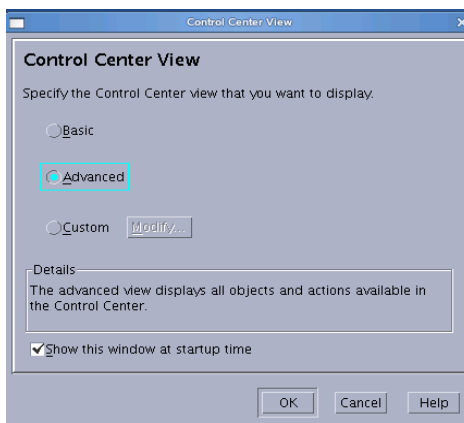 Control Center View
Control Center View
Specify the Control Center view that you want to display.
Basic
Advanced
Custom Modify...
Details
The advanced view displays all objects and actions available in
the Control Center.
Show this window at startup time
OK Cancel Help